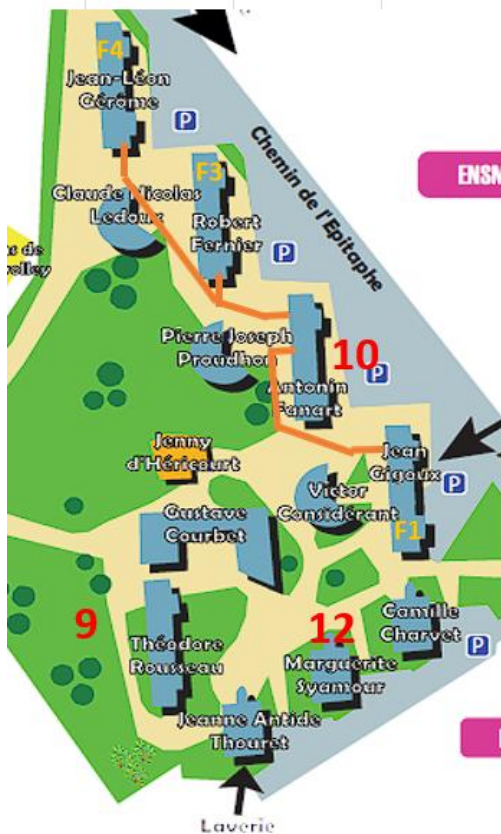 F4
Jean-Léon
Gérôme
P
Chemin de l'Epitaphe
F3
Claude Nicolas
Ledoux
Robert
Fernier
ENSM
P
Pierre Joseph
Proudhon
10
P
Antonin
Fanart
Jenny
d'Héricourt
Jean
Gigoux
P
Victor
Considérant
Gustave
Courbet
F1
9
12
Camille
Charvet
Théodore
Rousseau
Marguerite
Syamour
P
Jeanne Antide
Thouret
Laverie